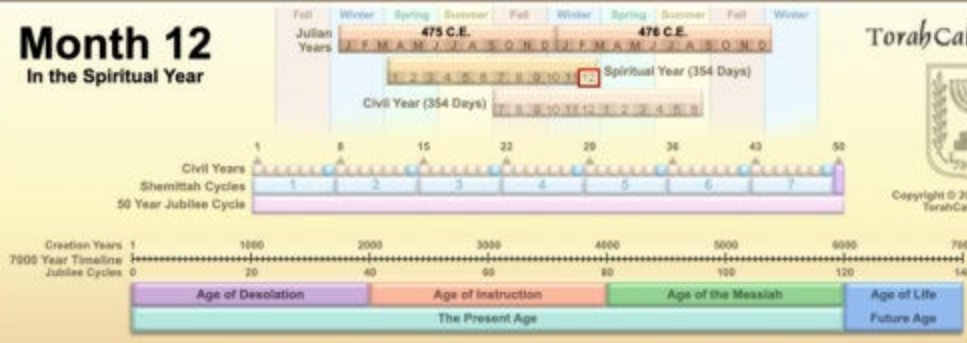 Month 12
In the Spiritual Year
Fall Winter Spring Summer Fall Winter Spring Summer Fall Winter
Julian Years
475 C.E. 476 C.E.
J F M A M J J A S O N D J F M A M J J A S O N D
1 2 3 4 5 6 7 8 9 10 11 12 Spiritual Year (354 Days)
Civil Year (354 Days) 7 8 9 10 11 12 1 2 3 4 5 6
1 8 15 22 29 36 43 50
Civil Years
Shemittah Cycles 1 2 3 4 5 6 7
50 Year Jubilee Cycle
Creation Years 1 1000 2000 3000 4000 5000 6000
7000 Year Timeline
Jubilee Cycles 0 20 40 60 80 100 120
Age of Desolation Age of Instruction Age of the Messiah Age of Life
The Present Age Future Age
TorahCal
Copyright © 20
TorahCa